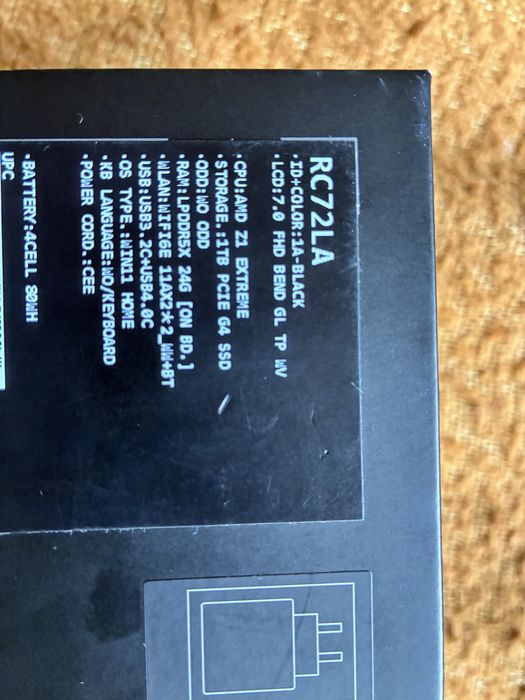 RC72LA
·ID-COLOR:1A-BLACK
·LCD:7.0 FHD BEND GL TP WV
·CPU:AMD Z1 EXTREME
·STORAGE.:1TB PCIE G4 SSD
·ODD:WO ODD
·RAM:LPDDR5X 24G [ON BD.]
·WLAN:WIFI6E 11AX2*2_WW+BT
·USB:USB3.2C+USB4.0C
·OS TYPE.:WIN11 HOME
·KB LANGUAGE:WO/KEYBOARD
·POWER CORD.:CEE
·BATTERY:4CELL 80WH
UPC